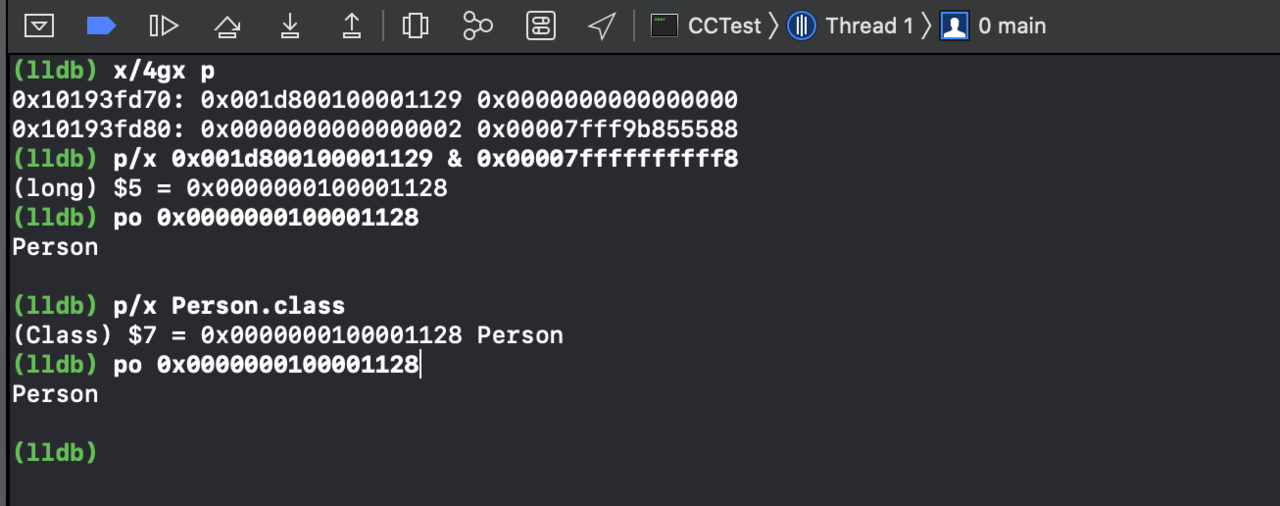 CCTest 〉 Thread 1 〉 0 main
(lldb) x/4gx p
0x10193fd70: 0x001d800100001129 0x0000000000000000
0x10193fd80: 0x0000000000000002 0x00007fff9b855588
(lldb) p/x 0x001d800100001129 & 0x00007ffffffffff8
(long) $5 = 0x0000000100001128
(lldb) po 0x0000000100001128
Person
(lldb) p/x Person.class
(Class) $7 = 0x0000000100001128 Person
(lldb) po 0x0000000100001128
Person
(lldb)